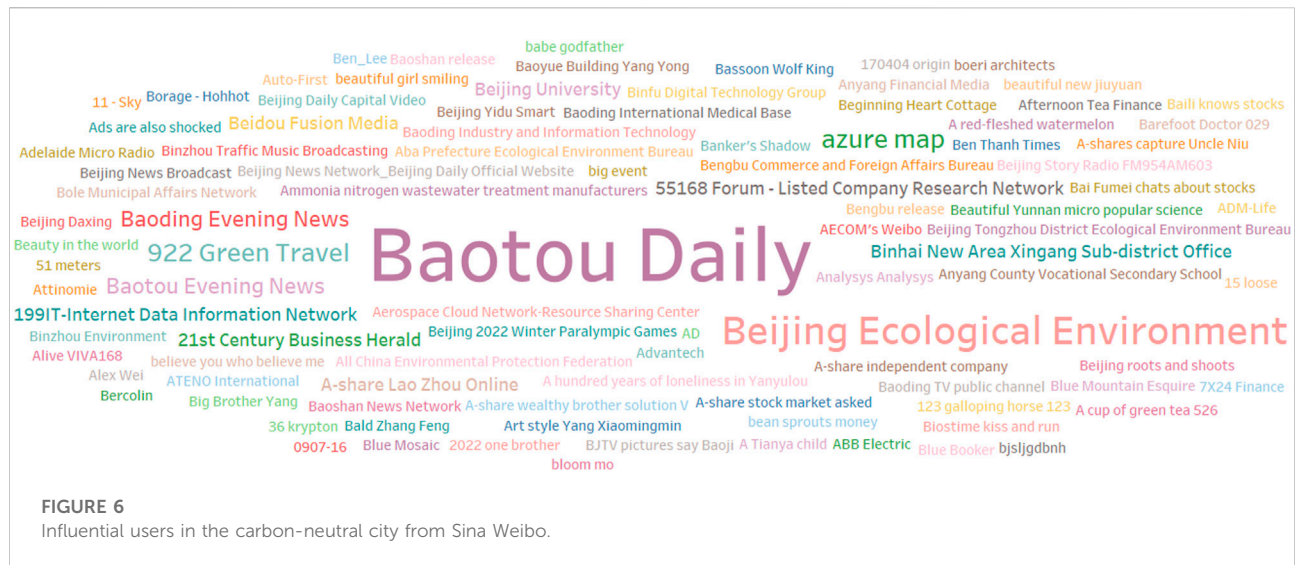 babe godfather
Ben_Lee Baoshan release Baoyue Building Yang Yong Bassoon Wolf King 170404 origin boeri architects
Auto-First beautiful girl smiling Beijing University Binfu Digital Technology Group Anyang Financial Media beautiful new jiuyuan
11 - Sky Borage - Hohhot Beijing Daily Capital Video Beijing Yidu Smart Baoding International Medical Base Beginning Heart Cottage Afternoon Tea Finance Baili knows stocks
Ads are also shocked Beidou Fusion Media Baoding Industry and Information Technology azure map A red-fleshed watermelon Barefoot Doctor 029
Adelaide Micro Radio Binzhou Traffic Music Broadcasting Aba Prefecture Ecological Environment Bureau Banker's Shadow Ben Thanh Times A-shares capture Uncle Niu
Beijing News Broadcast Beijing News Network_Beijing Daily Official Website big event Bengbu Commerce and Foreign Affairs Bureau Beijing Story Radio FM954AM603
Bole Municipal Affairs Network Ammonia nitrogen wastewater treatment manufacturers 55168 Forum - Listed Company Research Network Bai Fumei chats about stocks
Beijing Daxing Baoding Evening News Bengbu release Beautiful Yunnan micro popular science ADM-Life
AECOM's Weibo Beijing Tongzhou District Ecological Environment Bureau
Beauty in the world 922 Green Travel Baotou Daily Binhai New Area Xingang Sub-district Office
51 meters
Attinomie Baotou Evening News Analysys Analysys Anyang County Vocational Secondary School 15 loose
199IT-Internet Data Information Network Aerospace Cloud Network-Resource Sharing Center
Binzhou Environment 21st Century Business Herald Beijing 2022 Winter Paralympic Games AD Beijing Ecological Environment
Alive VIVA168 believe you who believe me All China Environmental Protection Federation Advantech
A-share independent company Beijing roots and shoots
Alex Wei ATENO International A-share Lao Zhou Online A hundred years of loneliness in Yanyulou Baoding TV public channel Blue Mountain Esquire 7X24 Finance
Bercolin Big Brother Yang Baoshan News Network A-share wealthy brother solution V A-share stock market asked 123 galloping horse 123 A cup of green tea 526
36 krypton Bald Zhang Feng Art style Yang Xiaomingmin bean sprouts money Biostime kiss and run
0907-16 Blue Mosaic 2022 one brother BJTV pictures say Baoji A Tianya child ABB Electric Blue Booker bjsljgdbnh
bloom mo
FIGURE 6
Influential users in the carbon-neutral city from Sina Weibo.